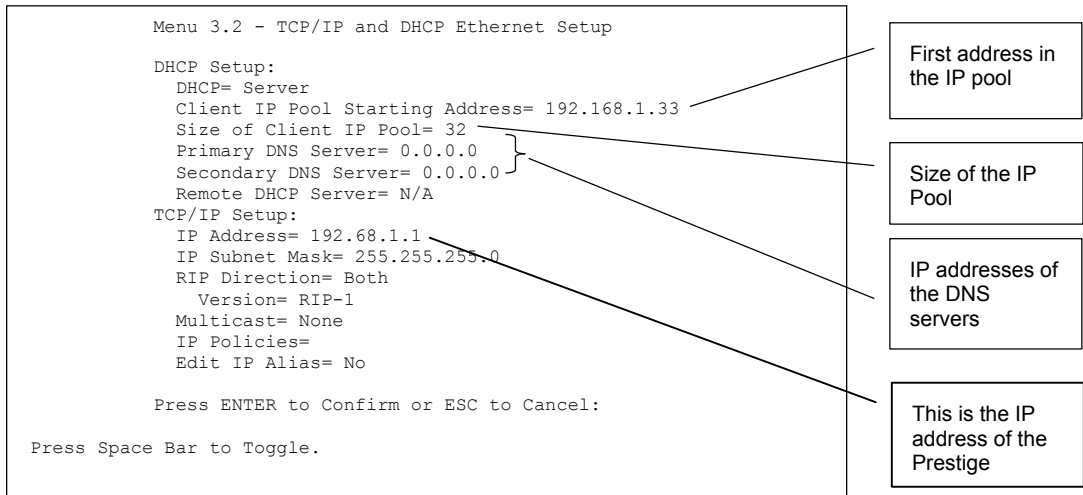 Menu 3.2 - TCP/IP and DHCP Ethernet Setup
DHCP Setup:
DHCP= Server
Client IP Pool Starting Address= 192.168.1.33
Size of Client IP Pool= 32
Primary DNS Server= 0.0.0.0
Secondary DNS Server= 0.0.0.0
Remote DHCP Server= N/A
TCP/IP Setup:
IP Address= 192.68.1.1
IP Subnet Mask= 255.255.255.0
RIP Direction= Both
Version= RIP-1
Multicast= None
IP Policies=
Edit IP Alias= No
Press ENTER to Confirm or ESC to Cancel:
Press Space Bar to Toggle.
First address in
the IP pool
Size of the IP
Pool
IP addresses of
the DNS
servers
This is the IP
address of the
Prestige